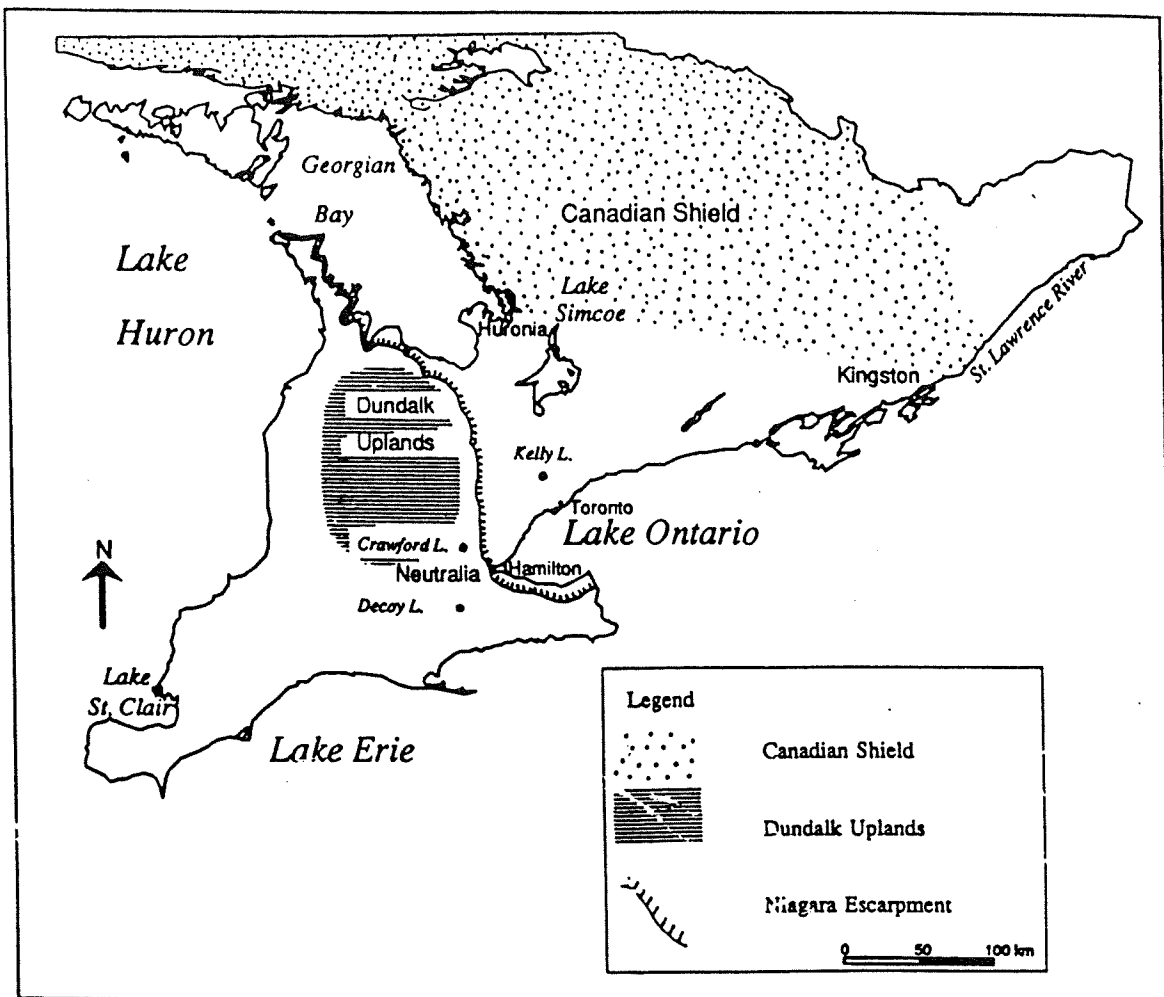 Georgian
Bay
Canadian Shield
Lake
Huron
Lake
Simcoe
Huronia
St. Lawrence River
Kingston
Dundalk
Uplands
Kelly L.
Toronto
Lake Ontario
Crawford L.
Neutralia
Hamilton
Decoy L.
N
Lake
St. Clair
Lake Erie
Legend
Canadian Shield
Dundalk Uplands
Niagara Escarpment
0 50 100 km